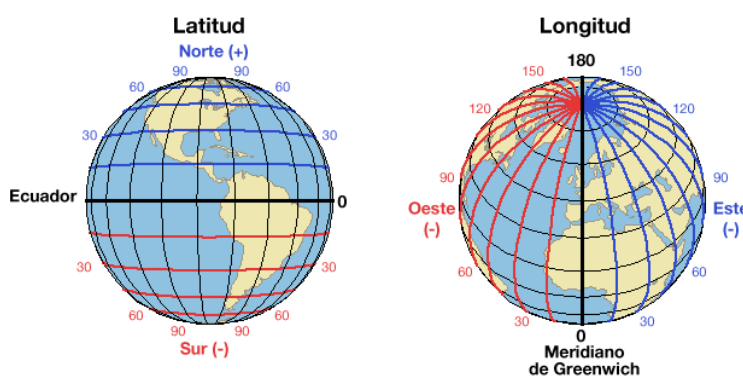 Latitud
Norte (+)
90 90
60 60
30 30
Ecuador 0
30 30
60 60
90 90
Sur (-)
Longitud
180
150 150
120 120
90 90
Oeste Este
(-) (-)
60 60
30 30
0
Meridiano
de Greenwich